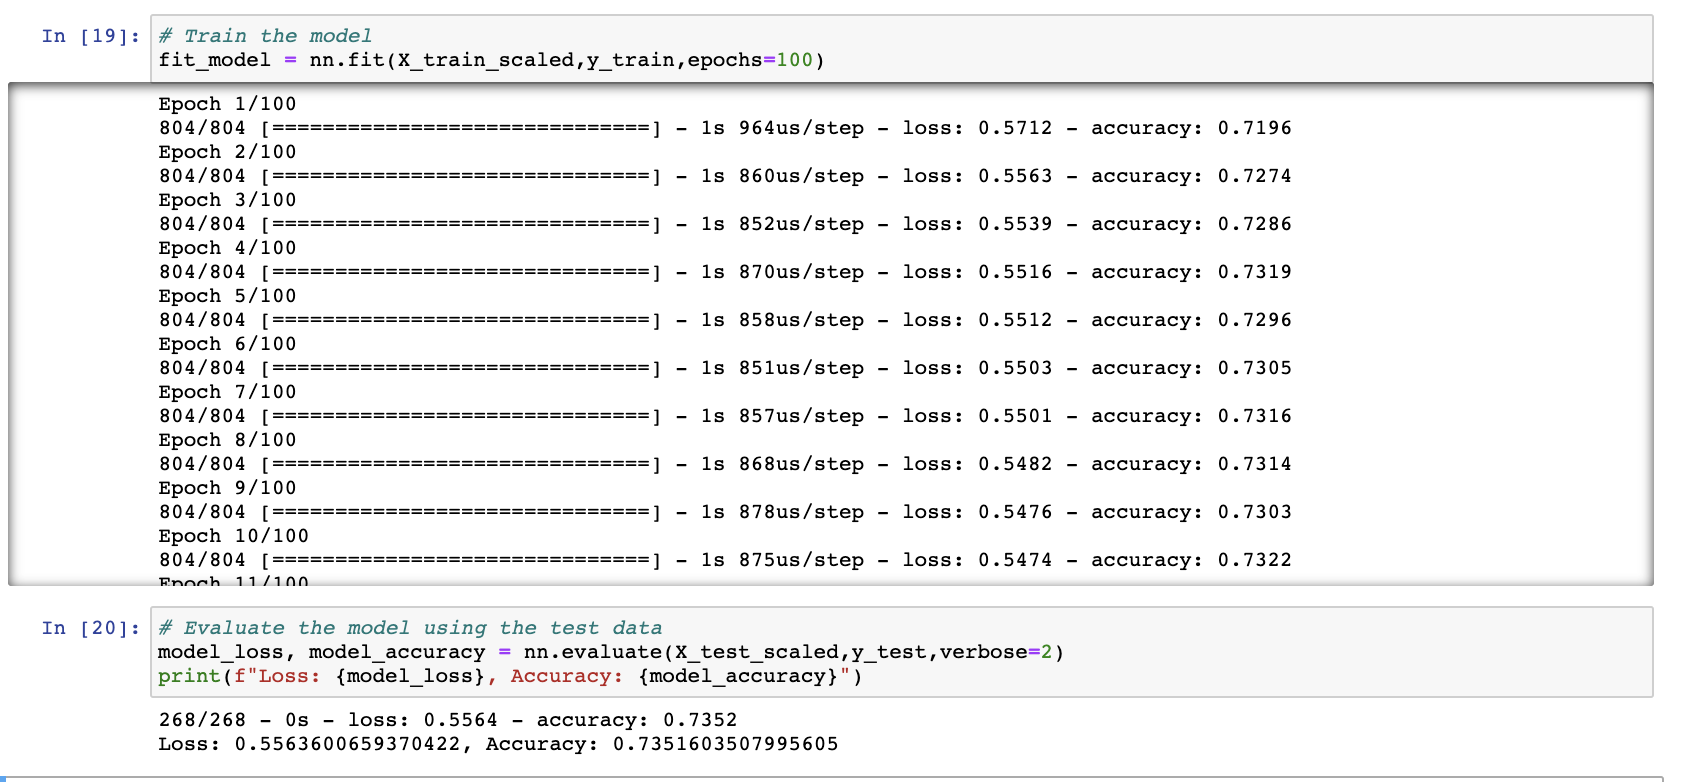 In [19]: # Train the model
fit_model = nn.fit(X_train_scaled,y_train,epochs=100)
Epoch 1/100
804/804 [==============================] - 1s 964us/step - loss: 0.5712 - accuracy: 0.7196
Epoch 2/100
804/804 [==============================] - 1s 860us/step - loss: 0.5563 - accuracy: 0.7274
Epoch 3/100
804/804 [==============================] - 1s 852us/step - loss: 0.5539 - accuracy: 0.7286
Epoch 4/100
804/804 [==============================] - 1s 870us/step - loss: 0.5516 - accuracy: 0.7319
Epoch 5/100
804/804 [==============================] - 1s 858us/step - loss: 0.5512 - accuracy: 0.7296
Epoch 6/100
804/804 [==============================] - 1s 851us/step - loss: 0.5503 - accuracy: 0.7305
Epoch 7/100
804/804 [==============================] - 1s 857us/step - loss: 0.5501 - accuracy: 0.7316
Epoch 8/100
804/804 [==============================] - 1s 868us/step - loss: 0.5482 - accuracy: 0.7314
Epoch 9/100
804/804 [==============================] - 1s 878us/step - loss: 0.5476 - accuracy: 0.7303
Epoch 10/100
804/804 [==============================] - 1s 875us/step - loss: 0.5474 - accuracy: 0.7322
Epoch 11/100
In [20]: # Evaluate the model using the test data
model_loss, model_accuracy = nn.evaluate(X_test_scaled,y_test,verbose=2)
print(f"Loss: {model_loss}, Accuracy: {model_accuracy}")
268/268 - 0s - loss: 0.5564 - accuracy: 0.7352
Loss: 0.5563600659370422, Accuracy: 0.7351603507995605